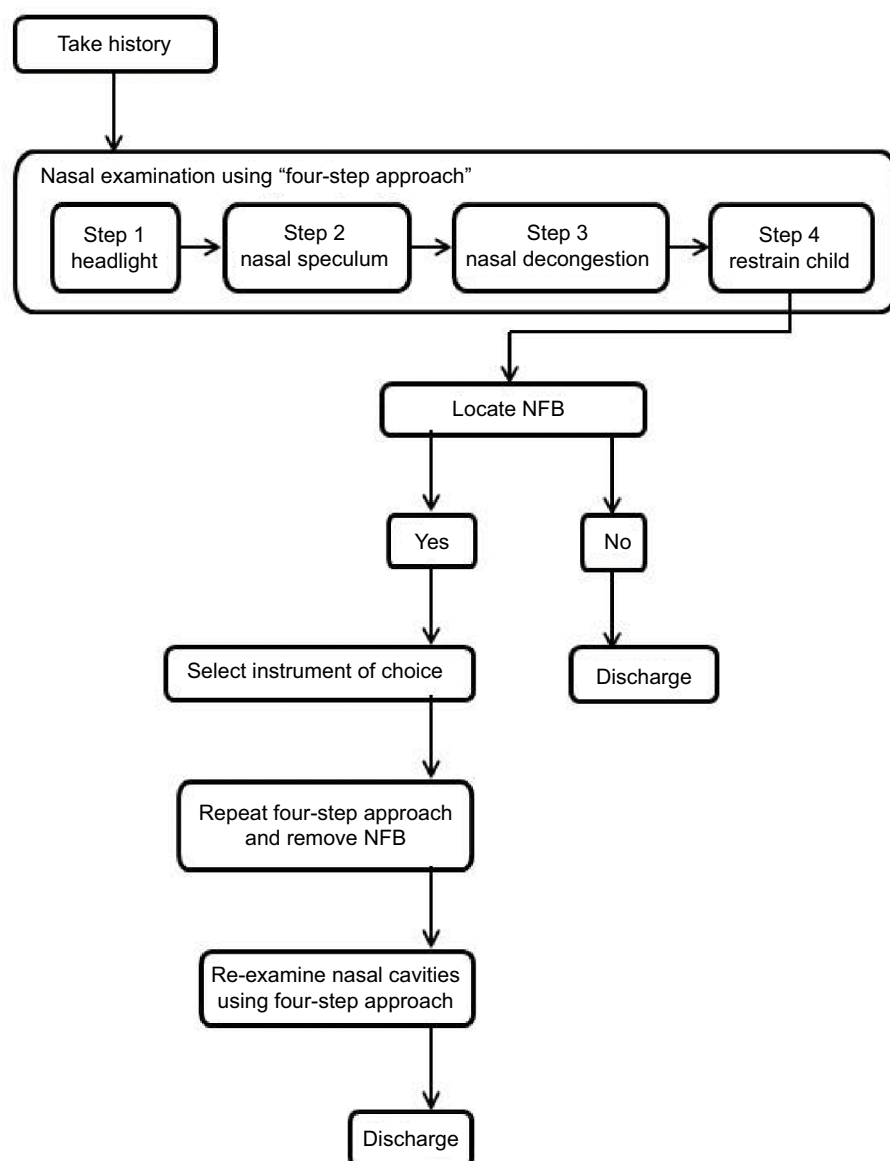 Take history
Nasal examination using “four-step approach”
Step 1
headlight
Step 2
nasal speculum
Step 3
nasal decongestion
Step 4
restrain child
Locate NFB
Yes
No
Select instrument of choice
Discharge
Repeat four-step approach
and remove NFB
Re-examine nasal cavities
using four-step approach
Discharge